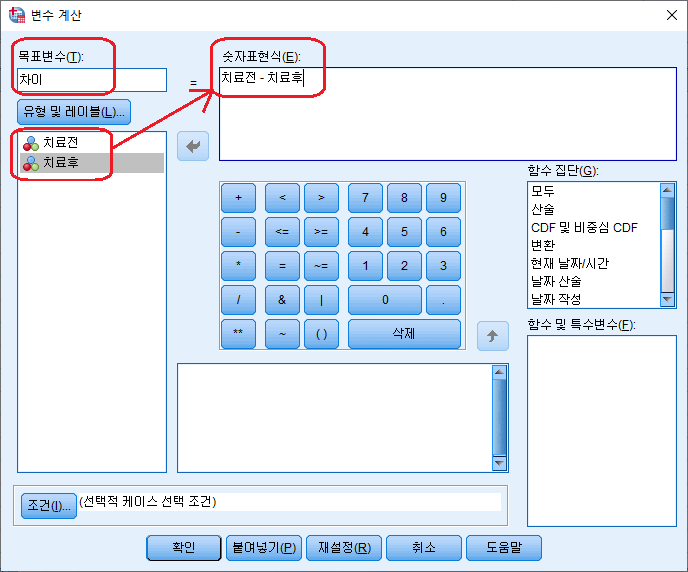 변수 계산
목표변수(T):
차이
=
숫자표현식(E):
치료전 - 치료후
유형 및 레이블(L)...
치료전
치료후
+ < > 7 8 9
- <= >= 4 5 6
* = ~= 1 2 3
/ & | 0 .
** ~ ( ) 삭제
함수 집단(G):
모두
산술
CDF 및 비중심 CDF
변환
현재 날짜/시간
날짜 산술
날짜 작성
함수 및 특수변수(F):
조건(I)... (선택적 케이스 선택 조건)
확인 붙여넣기(P) 재설정(R) 취소 도움말